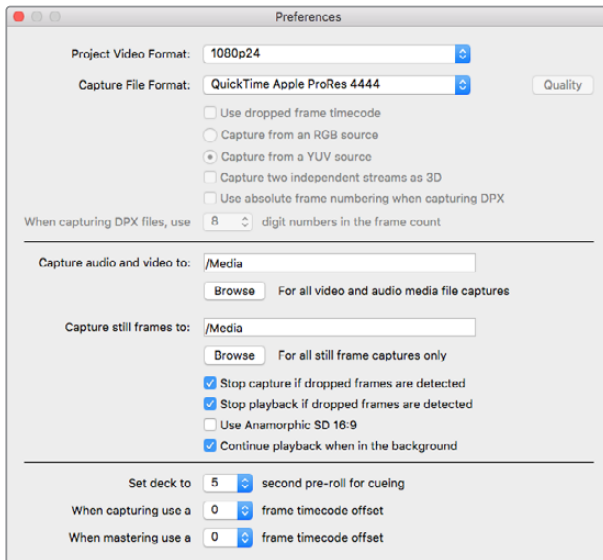 Preferences
Project Video Format: 1080p24
Capture File Format: QuickTime Apple ProRes 4444 Quality
Use dropped frame timecode
Capture from an RGB source
Capture from a YUV source
Capture two independent streams as 3D
Use absolute frame numbering when capturing DPX
When capturing DPX files, use 8 digit numbers in the frame count
Capture audio and video to: /Media
Browse For all video and audio media file captures
Capture still frames to: /Media
Browse For all still frame captures only
Stop capture if dropped frames are detected
Stop playback if dropped frames are detected
Use Anamorphic SD 16:9
Continue playback when in the background
Set deck to 5 second pre-roll for cueing
When capturing use a 0 frame timecode offset
When mastering use a 0 frame timecode offset